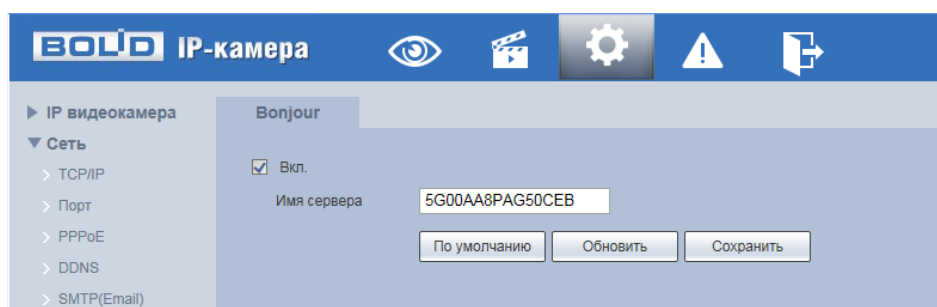 BOLID IP-камера
IP видеокамера
Сеть
TCP/IP
Порт
PPPoE
DDNS
SMTP(Email)
Bonjour
Вкл.
Имя сервера 5G00AA8PAG50CEB
По умолчанию Обновить Сохранить